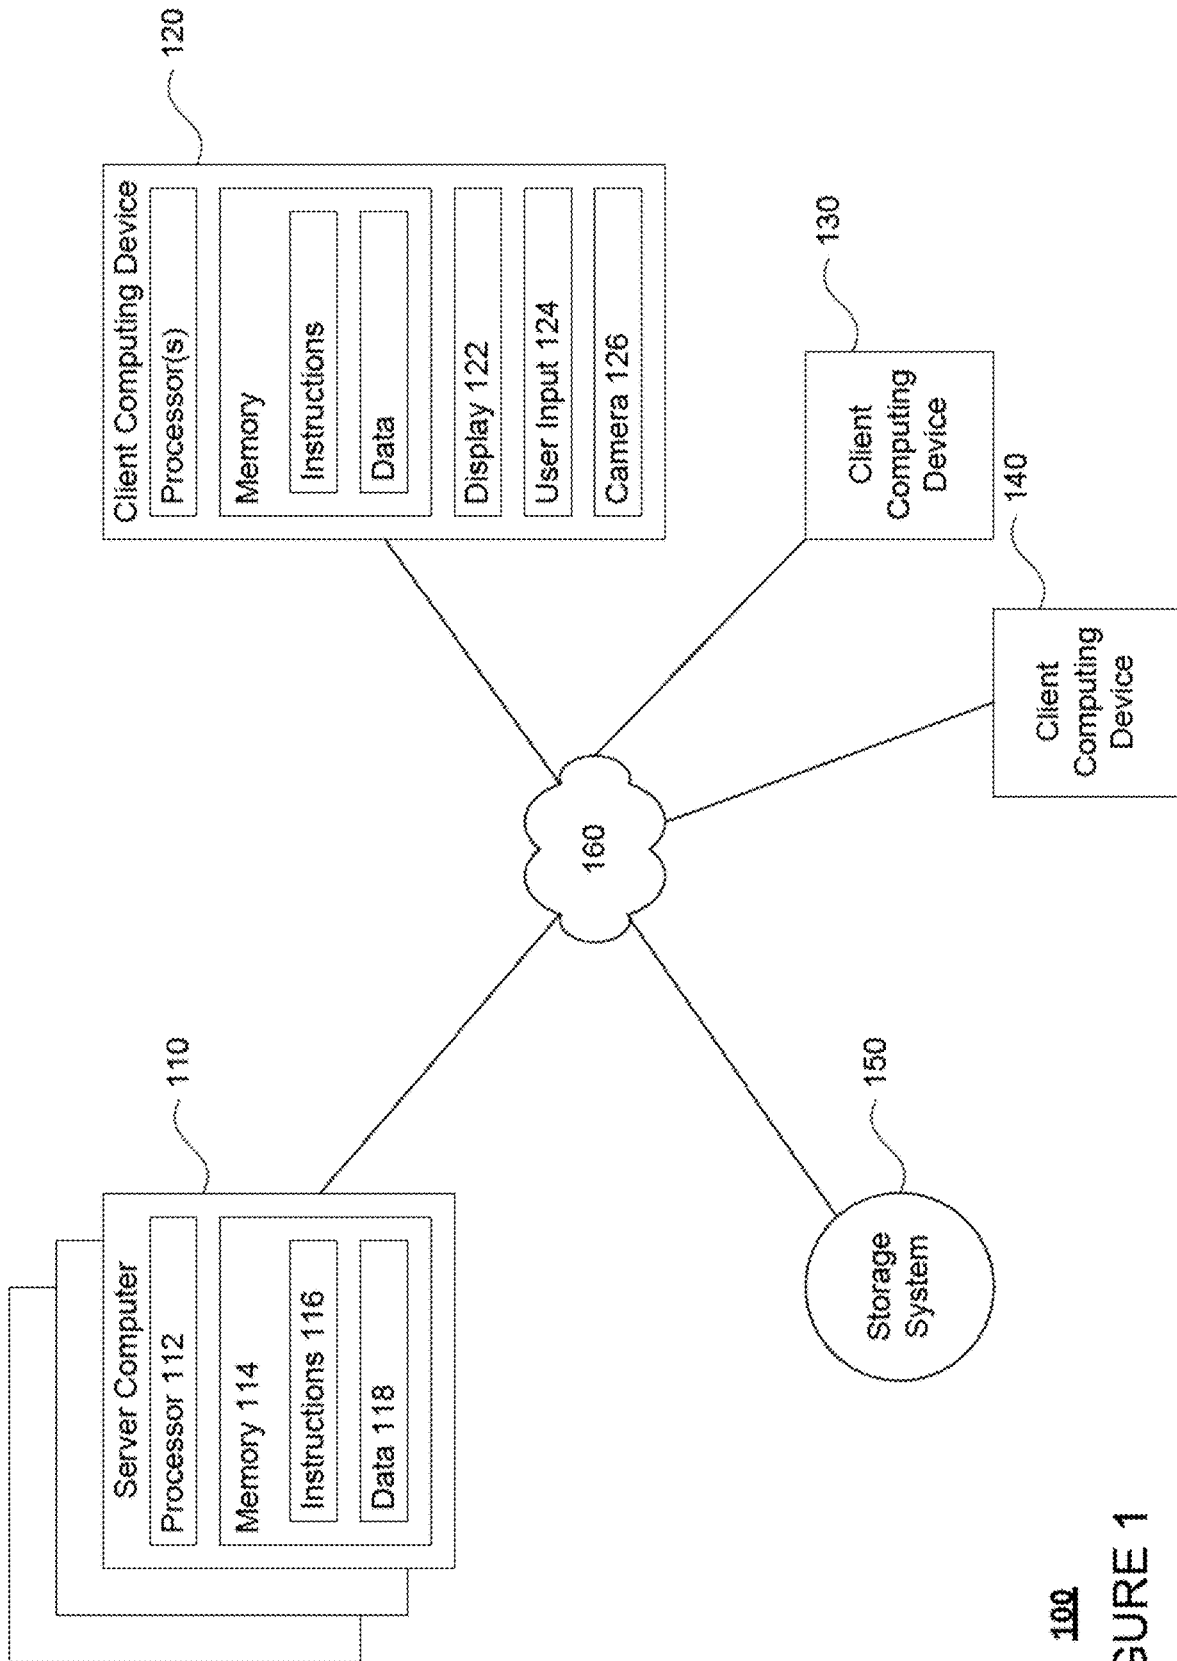 Server Computer
Processor 112
Memory 114
Instructions 116
Data 118
110
Client Computing Device
Processor(s)
Memory
Instructions
Data
Display 122
User Input 124
Camera 126
120
160
Storage
System
150
Client
Computing
Device
140
Client
Computing
Device
130
100
GURE 1